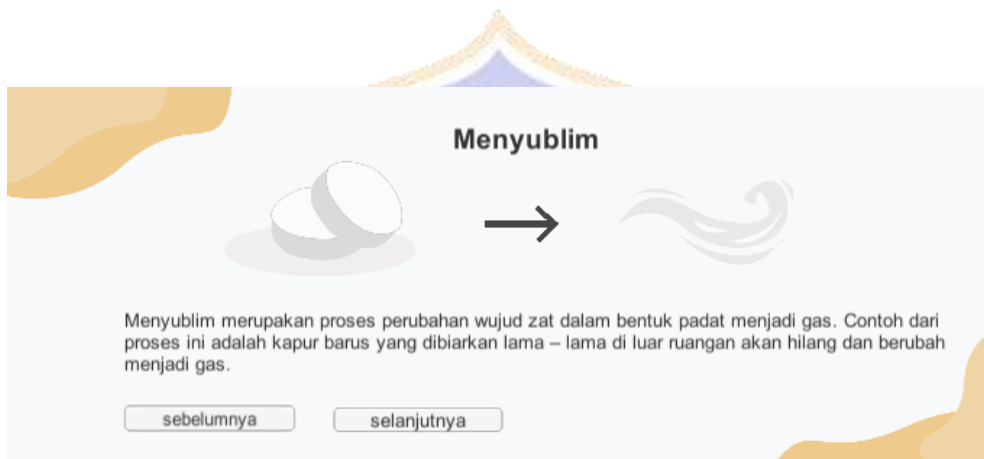 Menyublim
Menyublim merupakan proses perubahan wujud zat dalam bentuk padat menjadi gas. Contoh dari
proses ini adalah kapur barus yang dibiarkan lama – lama di luar ruangan akan hilang dan berubah
menjadi gas.
sebelumnya
selanjutnya